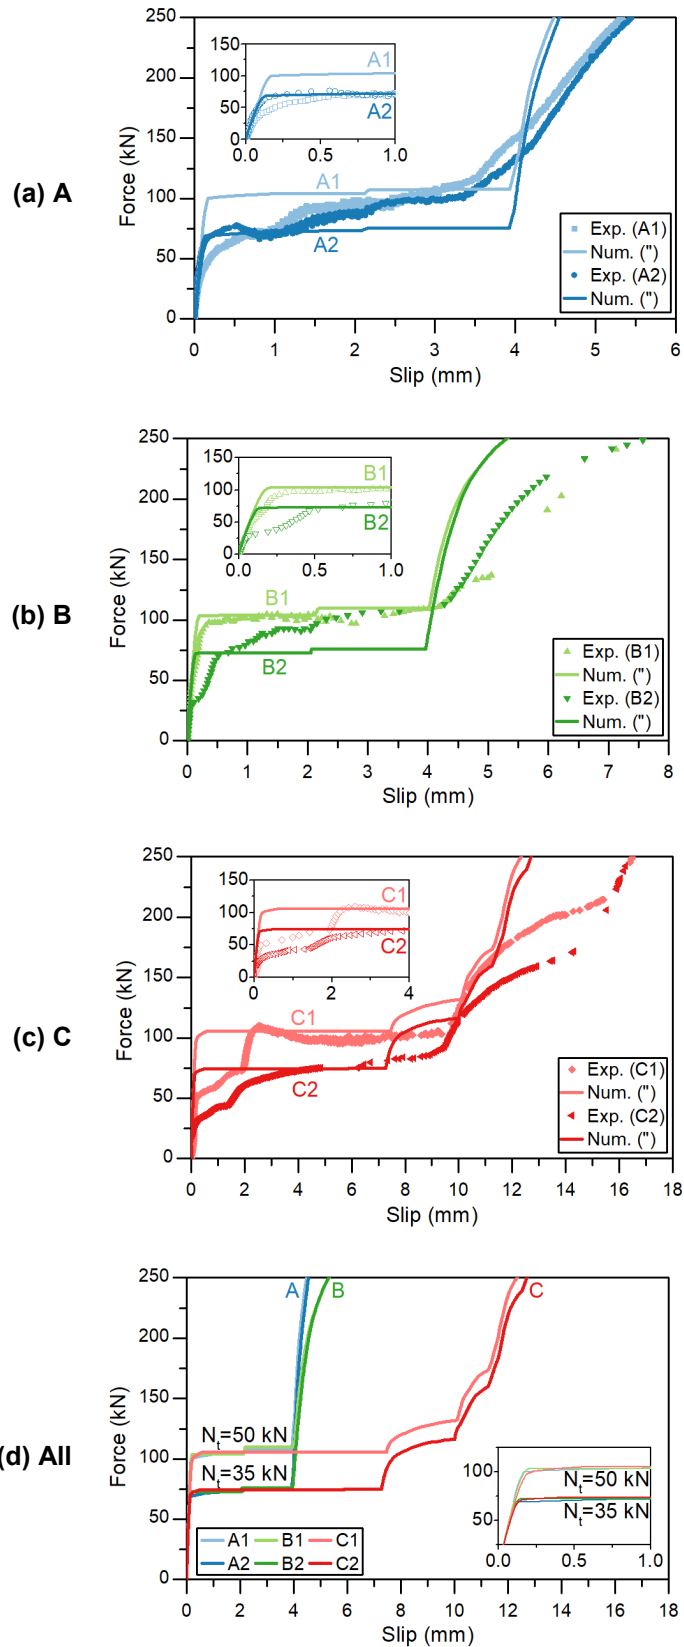 (a) A
Force (kN)
250
200
150
100
50
0
150
100
50
0
0.0 0.5 1.0
A1
A2
A1
A2
Exp. (A1)
Num. (")
Exp. (A2)
Num. (")
0 1 2 3 4 5 6
Slip (mm)
(b) B
Force (kN)
250
200
150
100
50
0
150
100
50
0
0.0 0.5 1.0
B1
B2
B1
B2
Exp. (B1)
Num. (")
Exp. (B2)
Num. (")
0 1 2 3 4 5 6 7 8
Slip (mm)
(c) C
Force (kN)
250
200
150
100
50
0
150
100
50
0
0 2 4
C1
C2
C1
C2
Exp. (C1)
Num. (")
Exp. (C2)
Num. (")
0 2 4 6 8 10 12 14 16 18
Slip (mm)
(d) All
Force (kN)
250
200
150
100
50
0
A B C
Nt=50 kN
Nt=35 kN
100
50
0.0 0.5 1.0
Nt=50 kN
Nt=35 kN
A1 B1 C1
A2 B2 C2
0 2 4 6 8 10 12 14 16 18
Slip (mm)